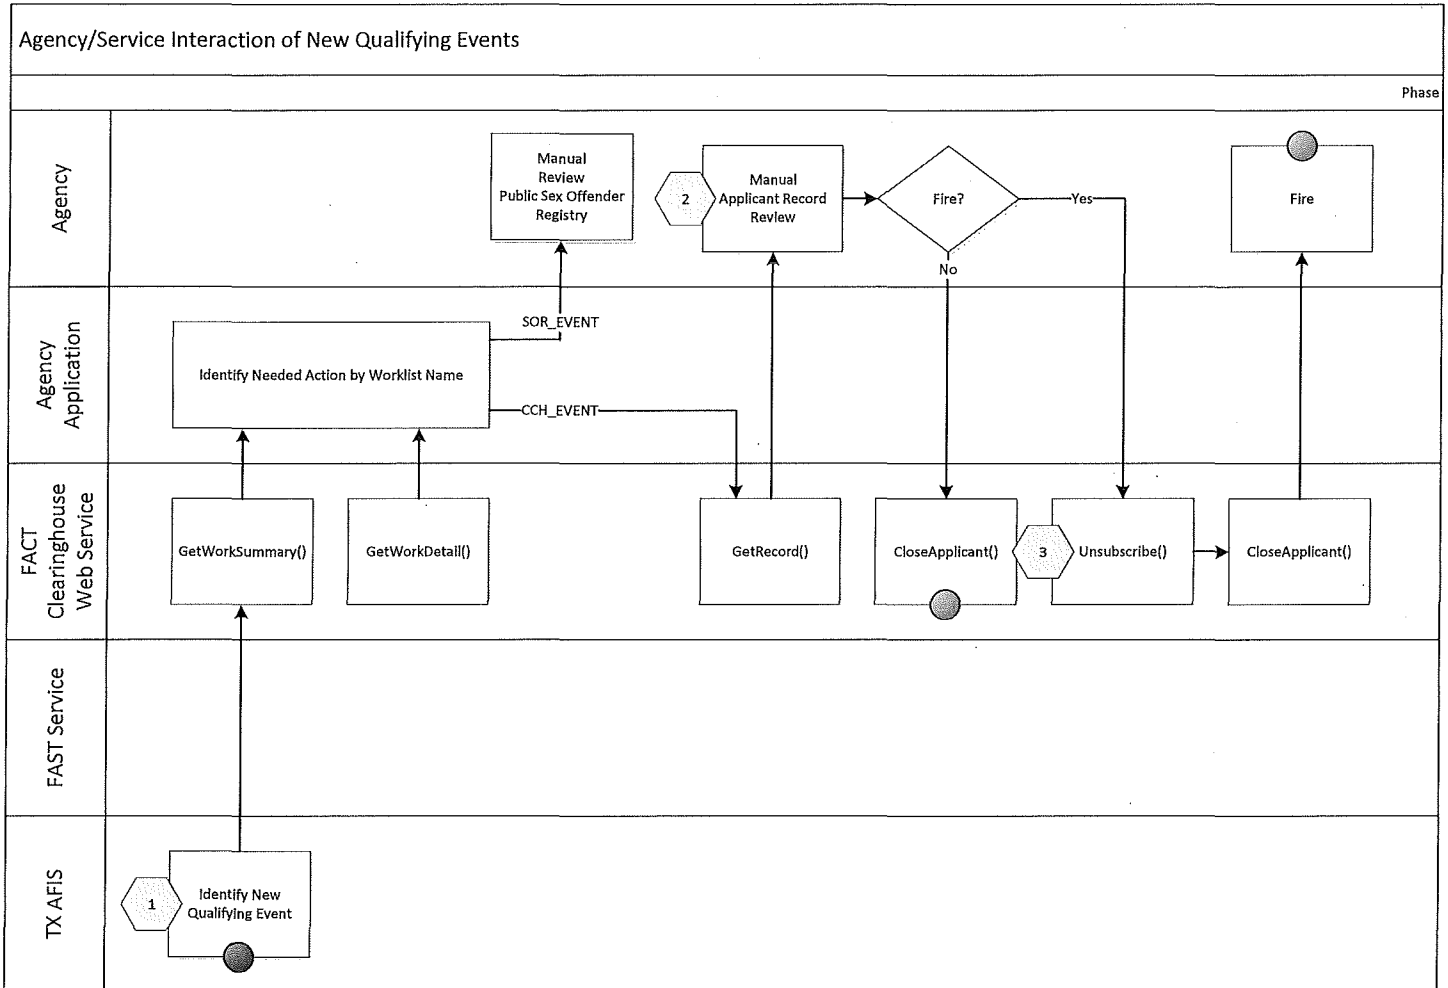 Agency/Service Interaction of New Qualifying Events
Phase
Agency
Manual
Review
Public Sex Offender
Registry
2
Manual
Applicant Record
Review
Fire?
Yes
No
Fire
Agency
Application
Identify Needed Action by Worklist Name
SOR_EVENT
CCH_EVENT
FACT
Clearinghouse
Web Service
GetWorkSummary()
GetWorkDetail()
GetRecord()
CloseApplicant()
3
Unsubscribe()
CloseApplicant()
FAST Service
TX AFIS
1
Identify New
Qualifying Event